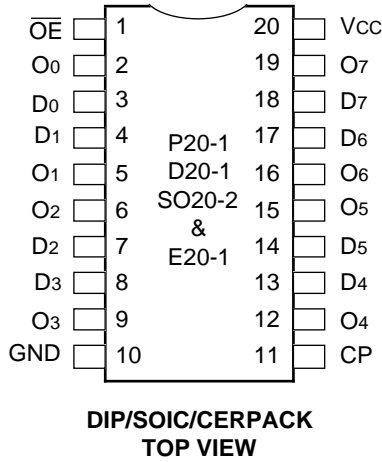 O̅E̅ 1 20 VCC
O0 2 19 O7
D0 3 18 D7
D1 4 17 D6
O1 5 16 O6
O2 6 15 O5
D2 7 14 D5
D3 8 13 D4
O3 9 12 O4
GND 10 11 CP
P20-1
D20-1
SO20-2
&
E20-1
DIP/SOIC/CERPACK
TOP VIEW